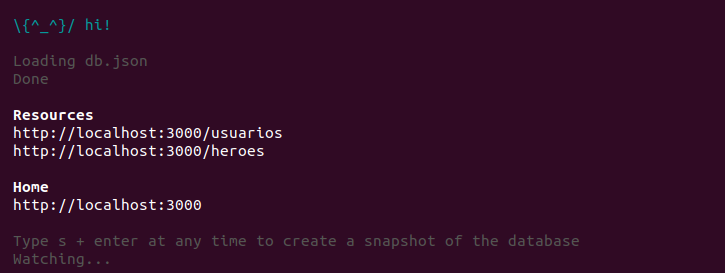 \{^_^}/ hi!
Loading db.json
Done
Resources
http://localhost:3000/usuarios
http://localhost:3000/heroes
Home
http://localhost:3000
Type s + enter at any time to create a snapshot of the database
Watching...